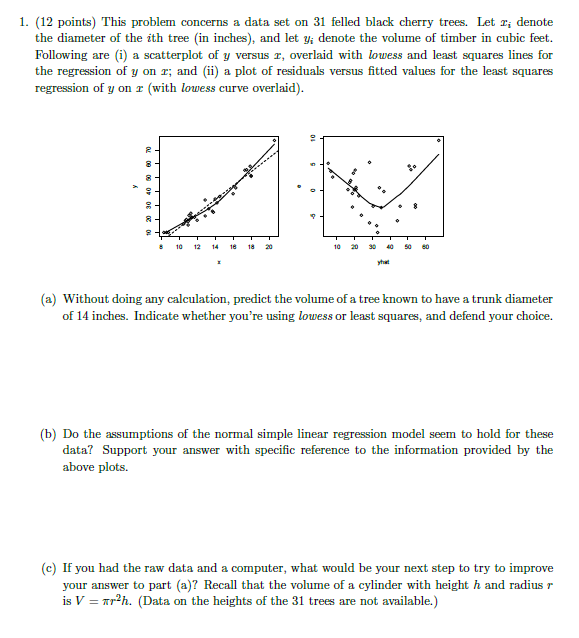 1. (12 points) This problem concerns a data set on 31 felled black cherry trees. Let xᵢ denote
the diameter of the ith tree (in inches), and let yᵢ denote the volume of timber in cubic feet.
Following are (i) a scatterplot of y versus x, overlaid with lowess and least squares lines for
the regression of y on x; and (ii) a plot of residuals versus fitted values for the least squares
regression of y on x (with lowess curve overlaid).
y
10 20 30 40 50 60 70
8 10 12 14 16 18 20
x
e
-5 0 5 10
10 20 30 40 50 60
yhat
(a) Without doing any calculation, predict the volume of a tree known to have a trunk diameter
of 14 inches. Indicate whether you're using lowess or least squares, and defend your choice.
(b) Do the assumptions of the normal simple linear regression model seem to hold for these
data? Support your answer with specific reference to the information provided by the
above plots.
(c) If you had the raw data and a computer, what would be your next step to try to improve
your answer to part (a)? Recall that the volume of a cylinder with height h and radius r
is V = πr²h. (Data on the heights of the 31 trees are not available.)